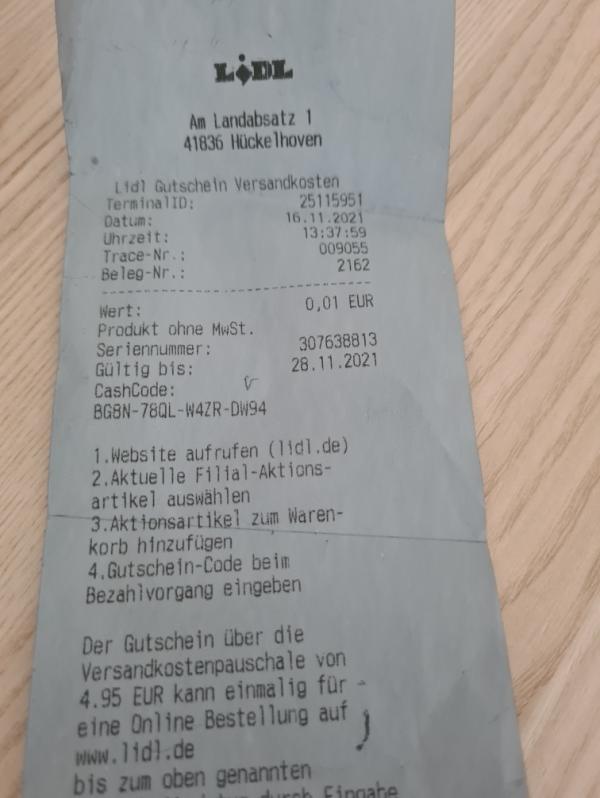 LIDL
Am Landabsatz 1
41836 Hückelhoven
Lidl Gutschein Versandkosten
TerminalID: 25115951
Datum: 16.11.2021
Uhrzeit: 13:37:59
Trace-Nr.: 009055
Beleg-Nr.: 2162
Wert: 0,01 EUR
Produkt ohne MwSt.
Seriennummer: 307638813
Gültig bis: 28.11.2021
CashCode:
BG8N-78QL-W4ZR-DW94
1.Website aufrufen (lidl.de)
2.Aktuelle Filial-Aktions-
artikel auswählen
3.Aktionsartikel zum Waren-
korb hinzufügen
4.Gutschein-Code beim
Bezahlvorgang eingeben
Der Gutschein über die
Versandkostenpauschale von
4.95 EUR kann einmalig für
eine Online Bestellung auf
www.lidl.de
bis zum oben genannten
durch Eingabe